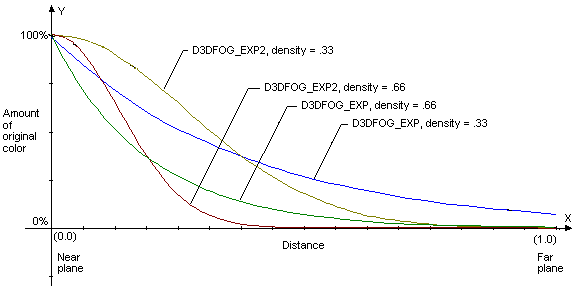 Y
100%
D3DFOG_EXP2, density = .33
D3DFOG_EXP2, density = .66
D3DFOG_EXP, density = .66
D3DFOG_EXP, density = .33
Amount
of
original
color
0%
X
(0.0)
Distance
(1.0)
Near
plane
Far
plane